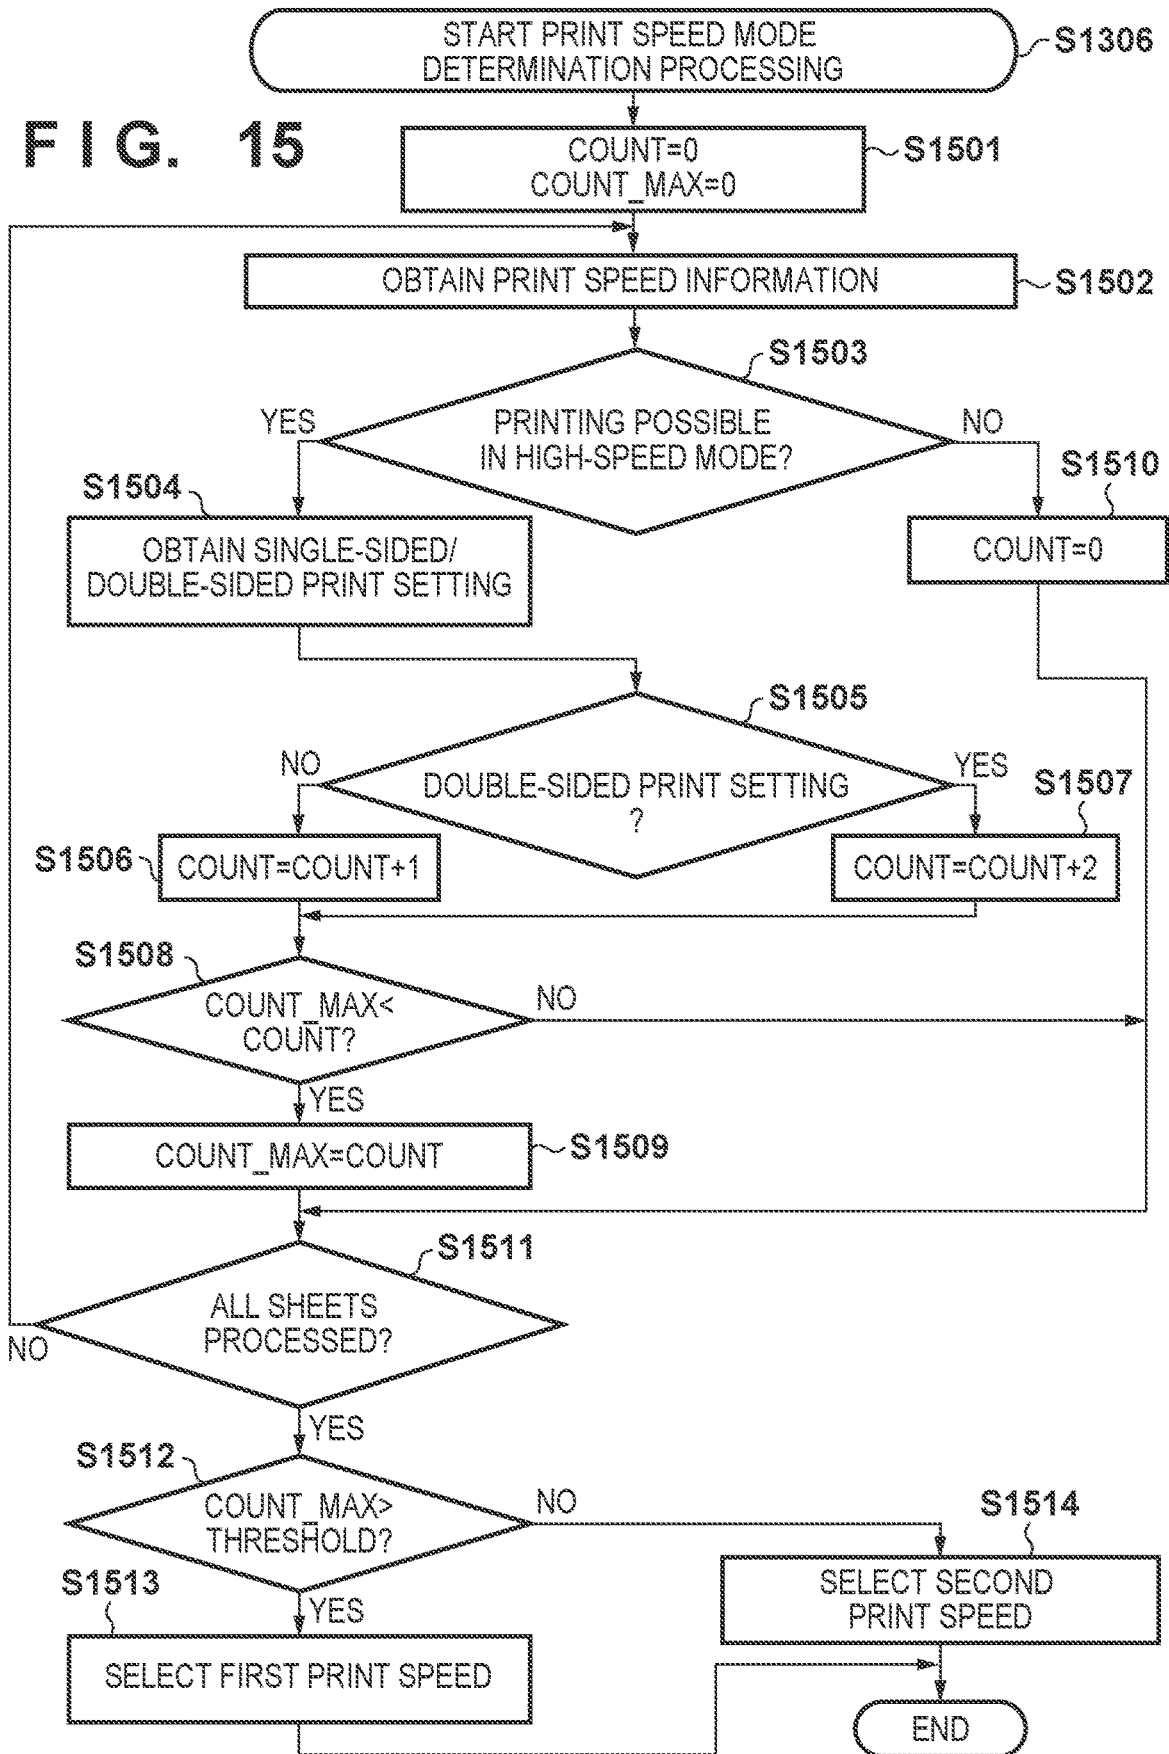 START PRINT SPEED MODE
DETERMINATION PROCESSING
S1306
FIG. 15
COUNT=0
COUNT_MAX=0
S1501
OBTAIN PRINT SPEED INFORMATION
S1502
S1503
YES
PRINTING POSSIBLE
IN HIGH-SPEED MODE?
NO
S1504
S1510
OBTAIN SINGLE-SIDED/
DOUBLE-SIDED PRINT SETTING
COUNT=0
S1505
NO
DOUBLE-SIDED PRINT SETTING
?
YES
S1507
S1506
COUNT=COUNT+1
COUNT=COUNT+2
S1508
COUNT_MAX<
COUNT?
NO
YES
COUNT_MAX=COUNT
S1509
S1511
ALL SHEETS
PROCESSED?
NO
YES
S1512
COUNT_MAX>
THRESHOLD?
NO
S1514
S1513
YES
SELECT SECOND
PRINT SPEED
SELECT FIRST PRINT SPEED
END